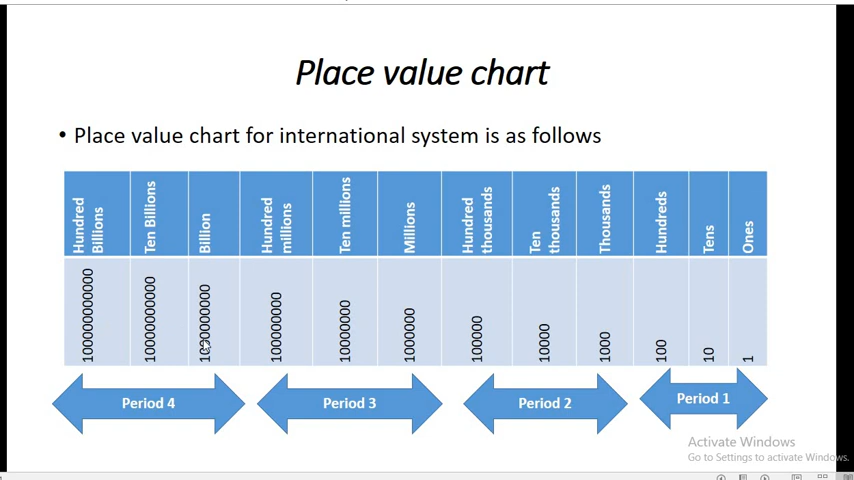 Place value chart
• Place value chart for international system is as follows
Hundred Billions
Ten Billions
Billion
Hundred millions
Ten millions
Millions
Hundred thousands
Ten thousands
Thousands
Hundreds
Tens
Ones
100000000000
10000000000
1000000000
100000000
10000000
1000000
100000
10000
1000
100
10
1
Period 4
Period 3
Period 2
Period 1
Activate Windows
Go to Settings to activate Windows.